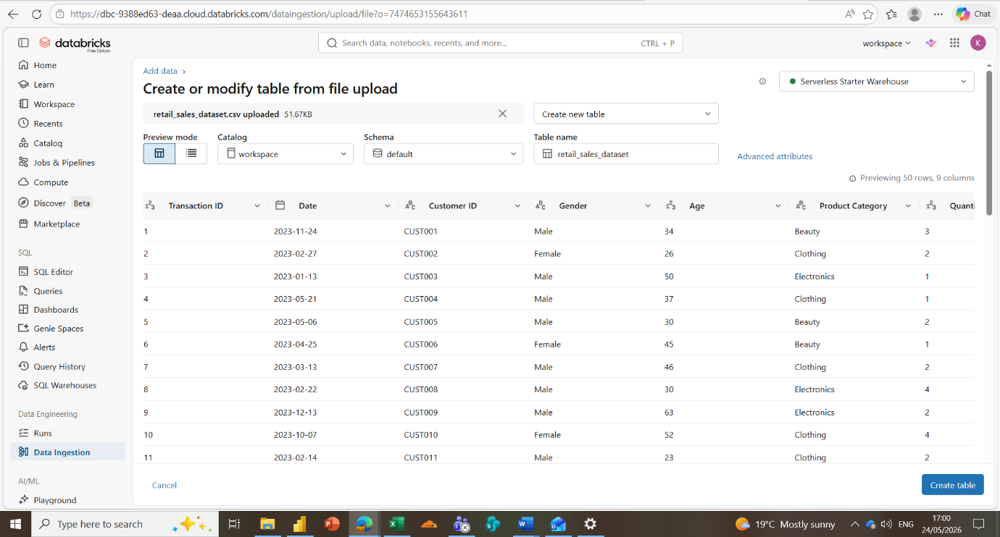 https://dbc-9388ed63-deaa.cloud.databricks.com/dataingestion/upload/file?o=7474653155643611
Chat
databricks
Free Edition
Search data, notebooks, recents, and more...
CTRL + P
workspace
K
Home
Learn
Workspace
Recents
Catalog
Jobs & Pipelines
Compute
Discover Beta
Marketplace
SQL
SQL Editor
Queries
Dashboards
Genie Spaces
Alerts
Query History
SQL Warehouses
Data Engineering
Runs
Data Ingestion
AI/ML
Playground
Add data
Create or modify table from file upload
Serverless Starter Warehouse
retail_sales_dataset.csv uploaded 51.67KB
Create new table
Preview mode Catalog Schema Table name
workspace default retail_sales_dataset
Advanced attributes
Previewing 50 rows, 9 columns
Transaction ID Date Customer ID Gender Age Product Category Quanti
1 2023-11-24 CUST001 Male 34 Beauty 3
2 2023-02-27 CUST002 Female 26 Clothing 2
3 2023-01-13 CUST003 Male 50 Electronics 1
4 2023-05-21 CUST004 Male 37 Clothing 1
5 2023-05-06 CUST005 Male 30 Beauty 2
6 2023-04-25 CUST006 Female 45 Beauty 1
7 2023-03-13 CUST007 Male 46 Clothing 2
8 2023-02-22 CUST008 Male 30 Electronics 4
9 2023-12-13 CUST009 Male 63 Electronics 2
10 2023-10-07 CUST010 Female 52 Clothing 4
11 2023-02-14 CUST011 Male 23 Clothing 2
Cancel
Create table
Type here to search
19°C Mostly sunny
ENG
17:00
24/05/2026